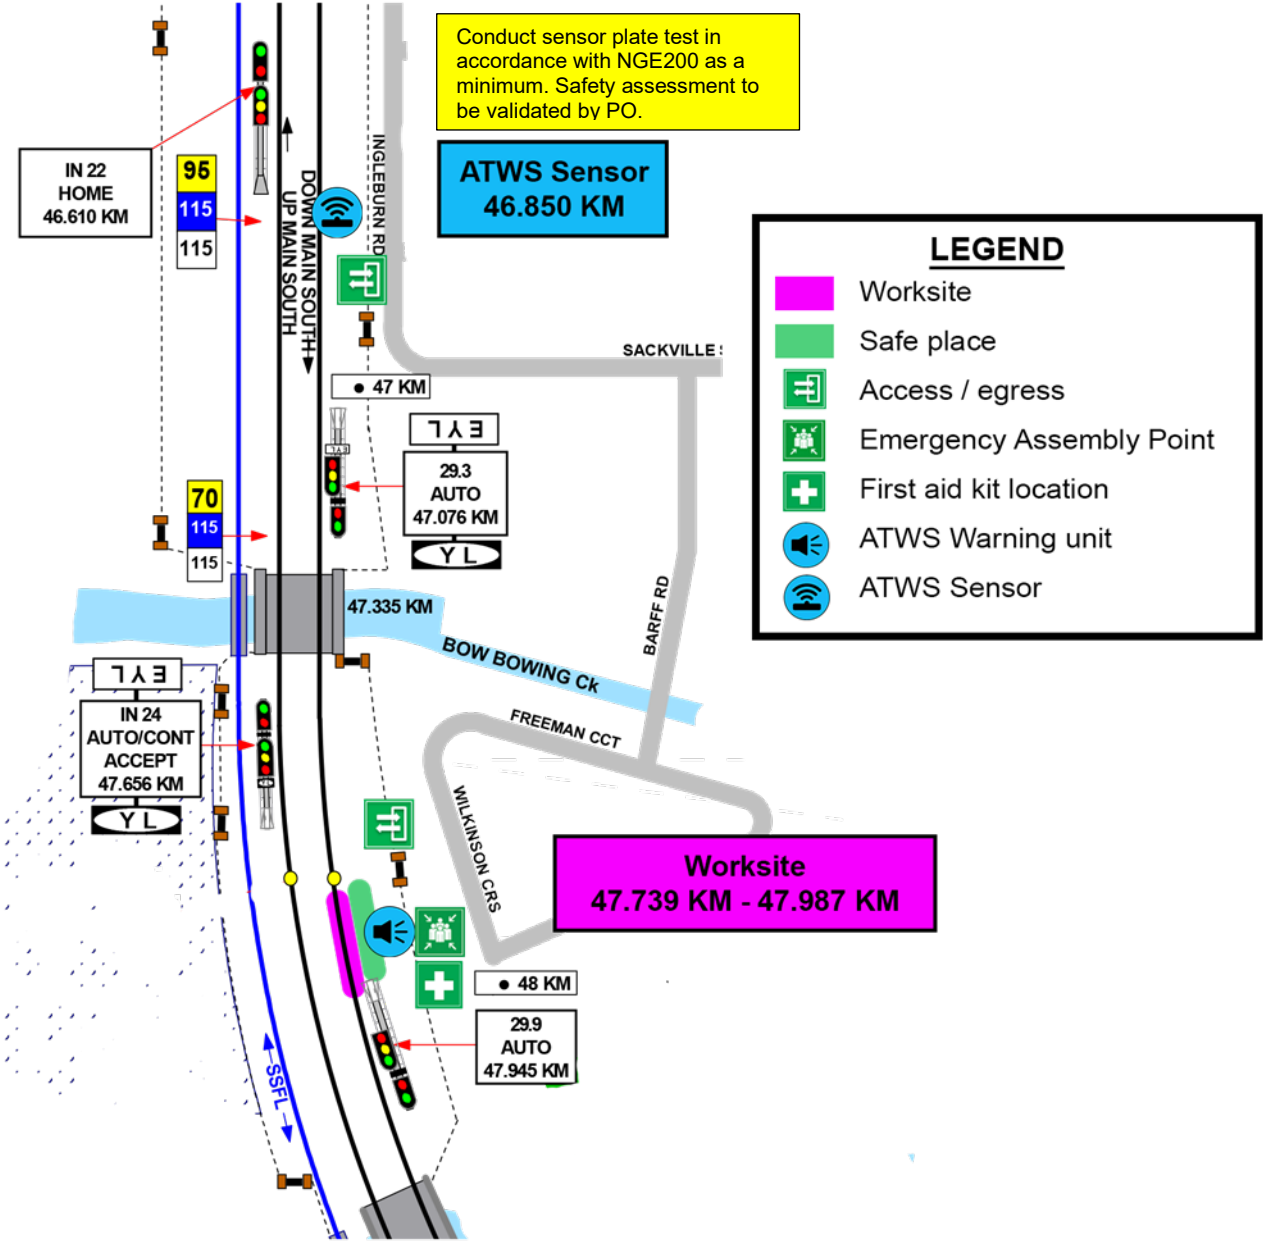 Conduct sensor plate test in
accordance with NGE200 as a
minimum. Safety assessment to
be validated by PO.
ATWS Sensor
46.850 KM
IN 22
HOME
46.610 KM
95
115
115
UP MAIN SOUTH
DOWN MAIN SOUTH
INGLEBURN RD
SACKVILLE
47 KM
EYL
EYL
29.3
AUTO
47.076 KM
YL
70
115
115
47.335 KM
BOW BOWING Ck
BARFF RD
FREEMAN CCT
WILKINSON CRS
EYL
IN 24
AUTO/CONT
ACCEPT
47.656 KM
YL
Worksite
47.739 KM - 47.987 KM
48 KM
29.9
AUTO
47.945 KM
SSFL
LEGEND
Worksite
Safe place
Access / egress
Emergency Assembly Point
First aid kit location
ATWS Warning unit
ATWS Sensor